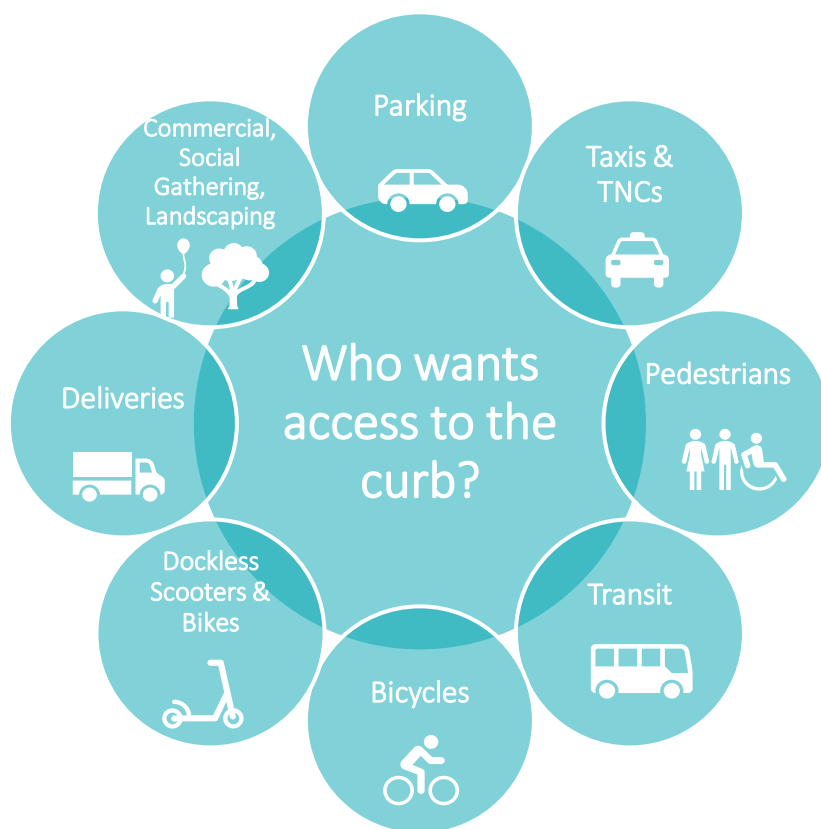 Parking
Taxis &
TNCs
Pedestrians
Transit
Bicycles
Dockless
Scooters &
Bikes
Deliveries
Commercial,
Social
Gathering,
Landscaping
Who wants
access to the
curb?